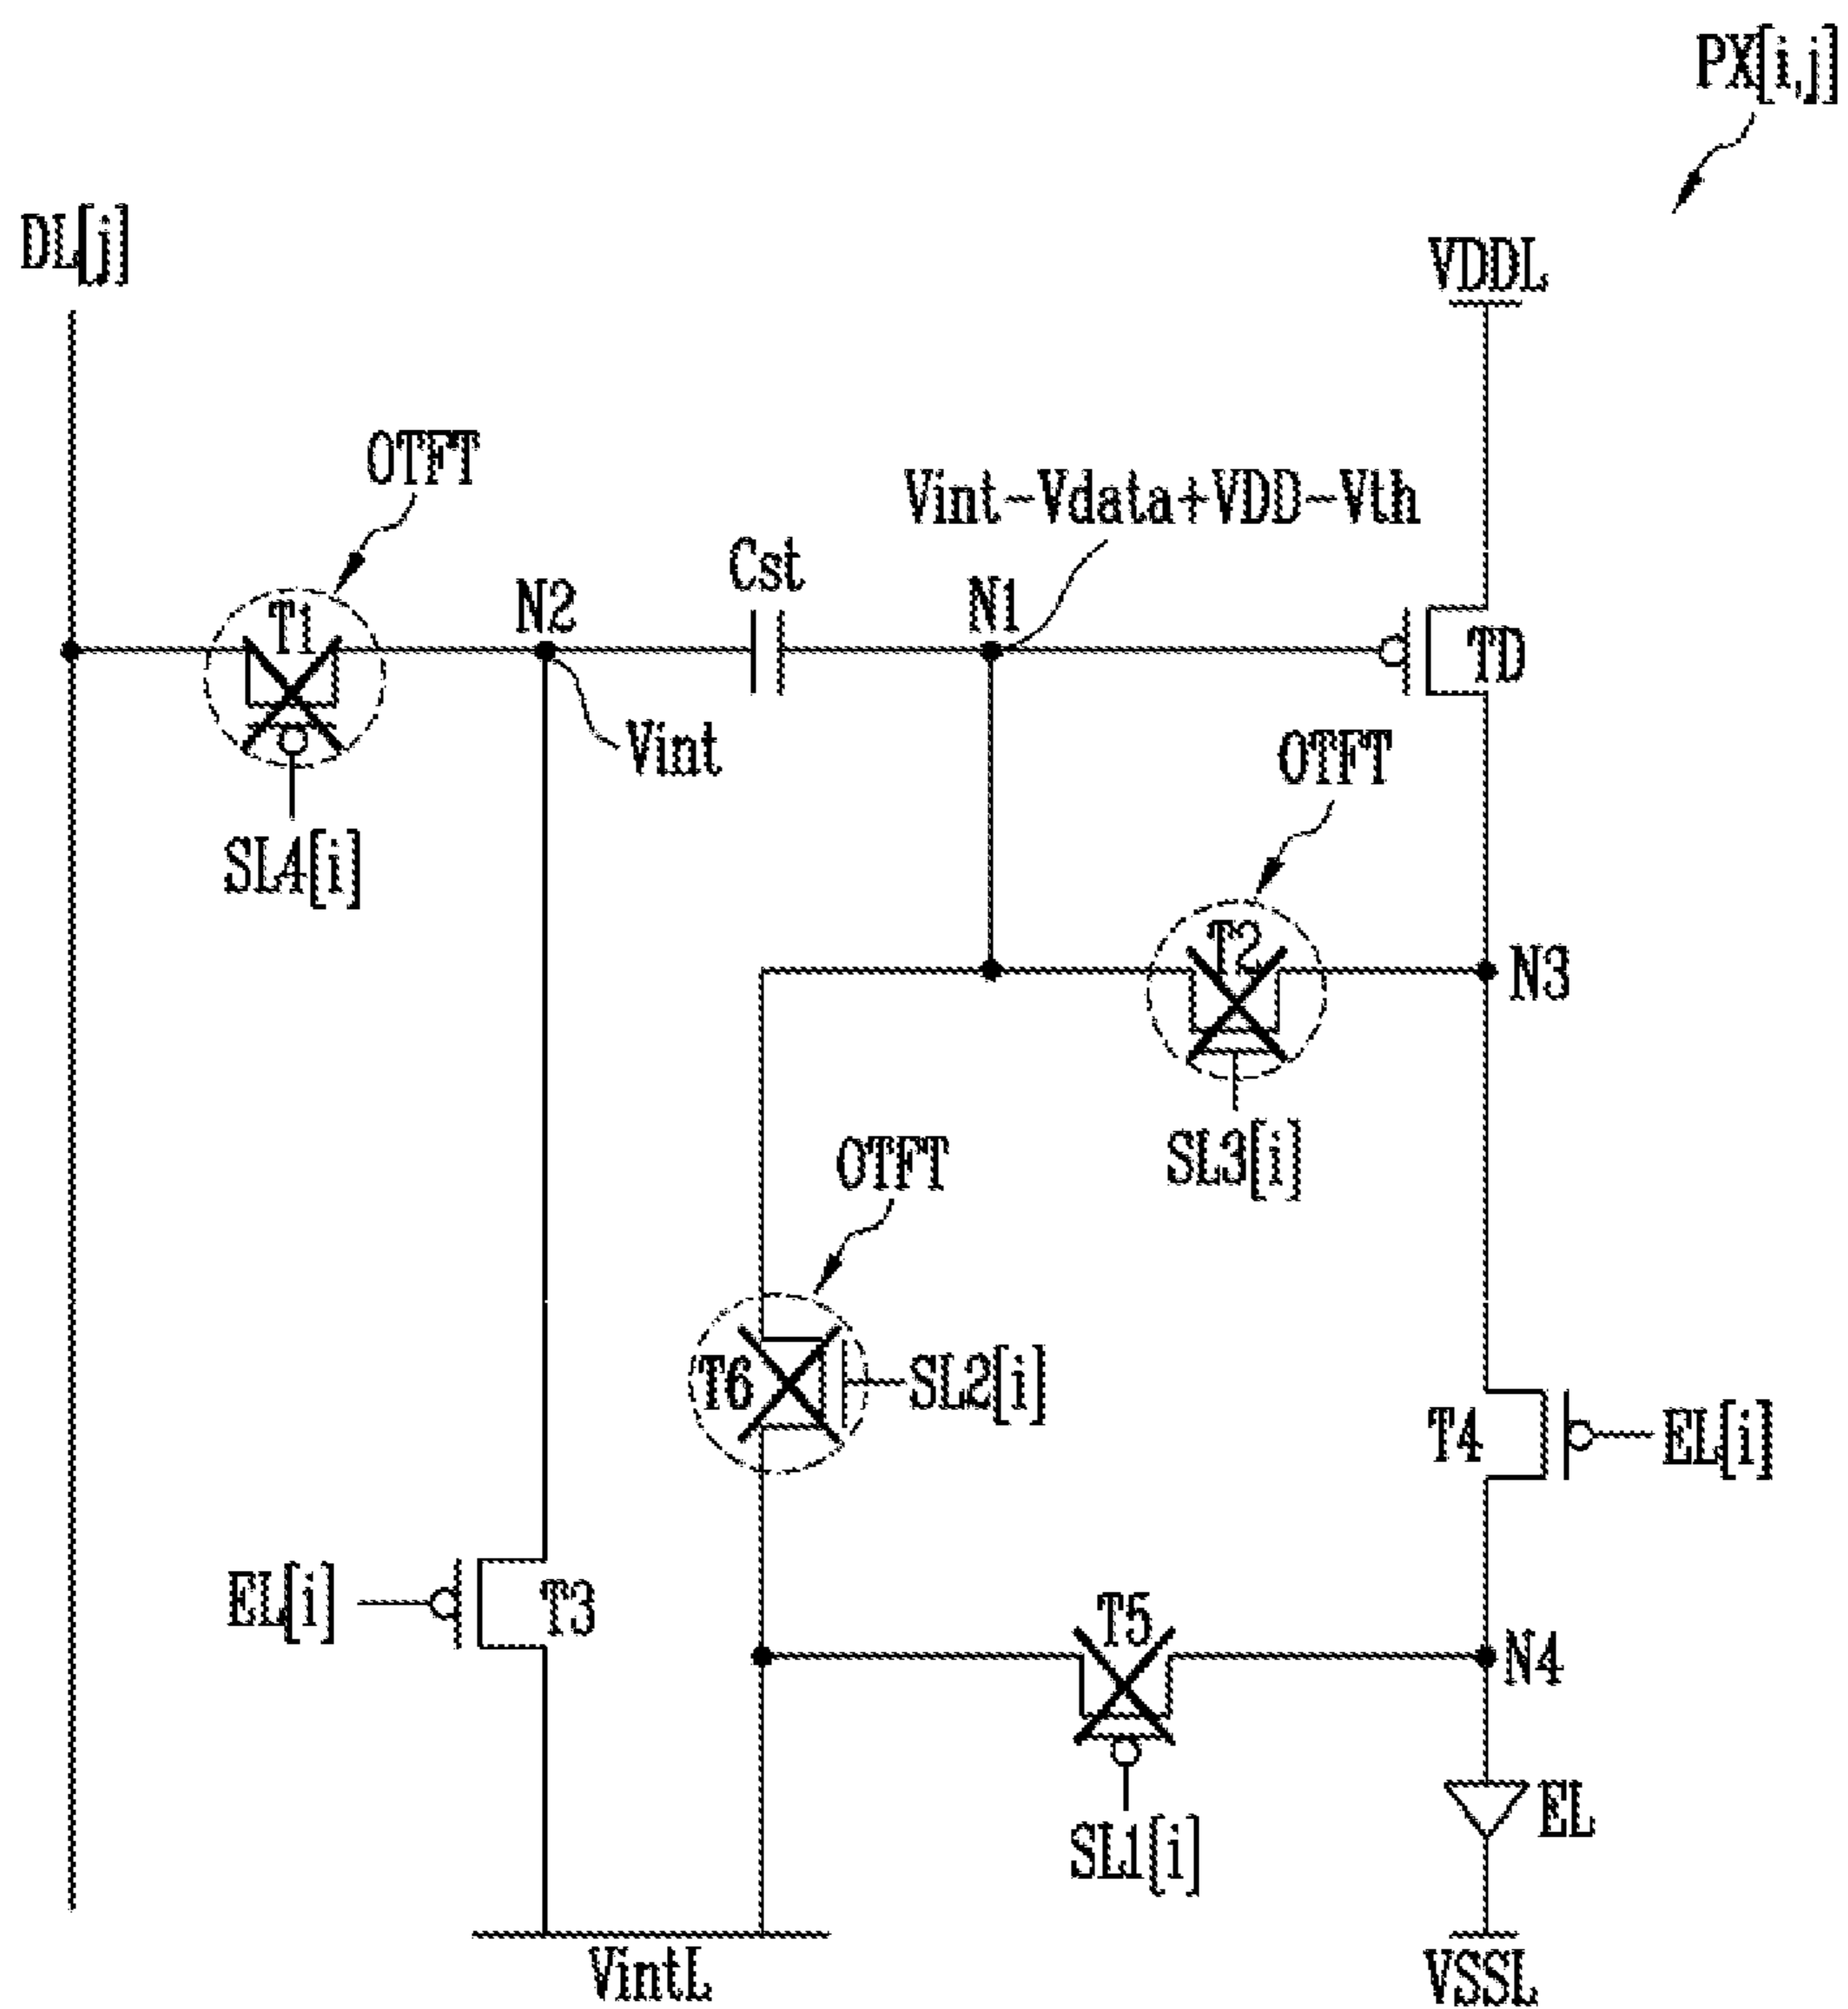 PX[i,j]
DL[j]
VDDL
OTFT
Vint-Vdata+VDD-Vth
Cst
T1
N2
N1
TD
Vint
OTFT
SL4[i]
T2
N3
SL3[i]
OTFT
T6
SL2[i]
T4
EL[i]
EL[i]
T3
T5
N4
EL
SL1[i]
VintL
VSSL